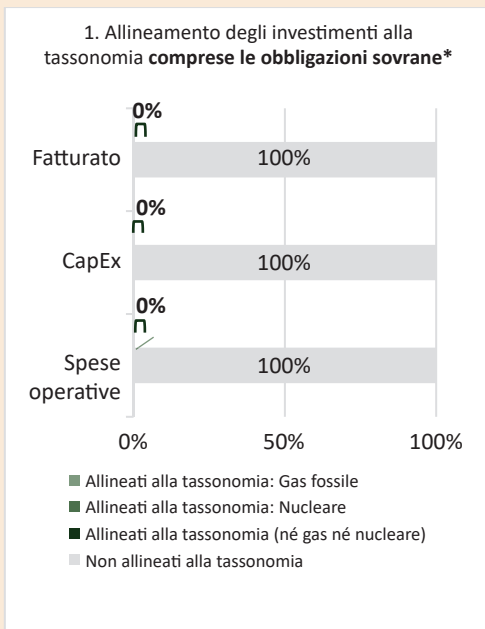 1. Allineamento degli investimenti alla
tassonomia comprese le obbligazioni sovrane*
0%
Fatturato
100%
0%
CapEx
100%
0%
Spese
operative
100%
0%
50%
100%
Allineati alla tassonomia: Gas fossile
Allineati alla tassonomia: Nucleare
Allineati alla tassonomia (né gas né nucleare)
Non allineati alla tassonomia